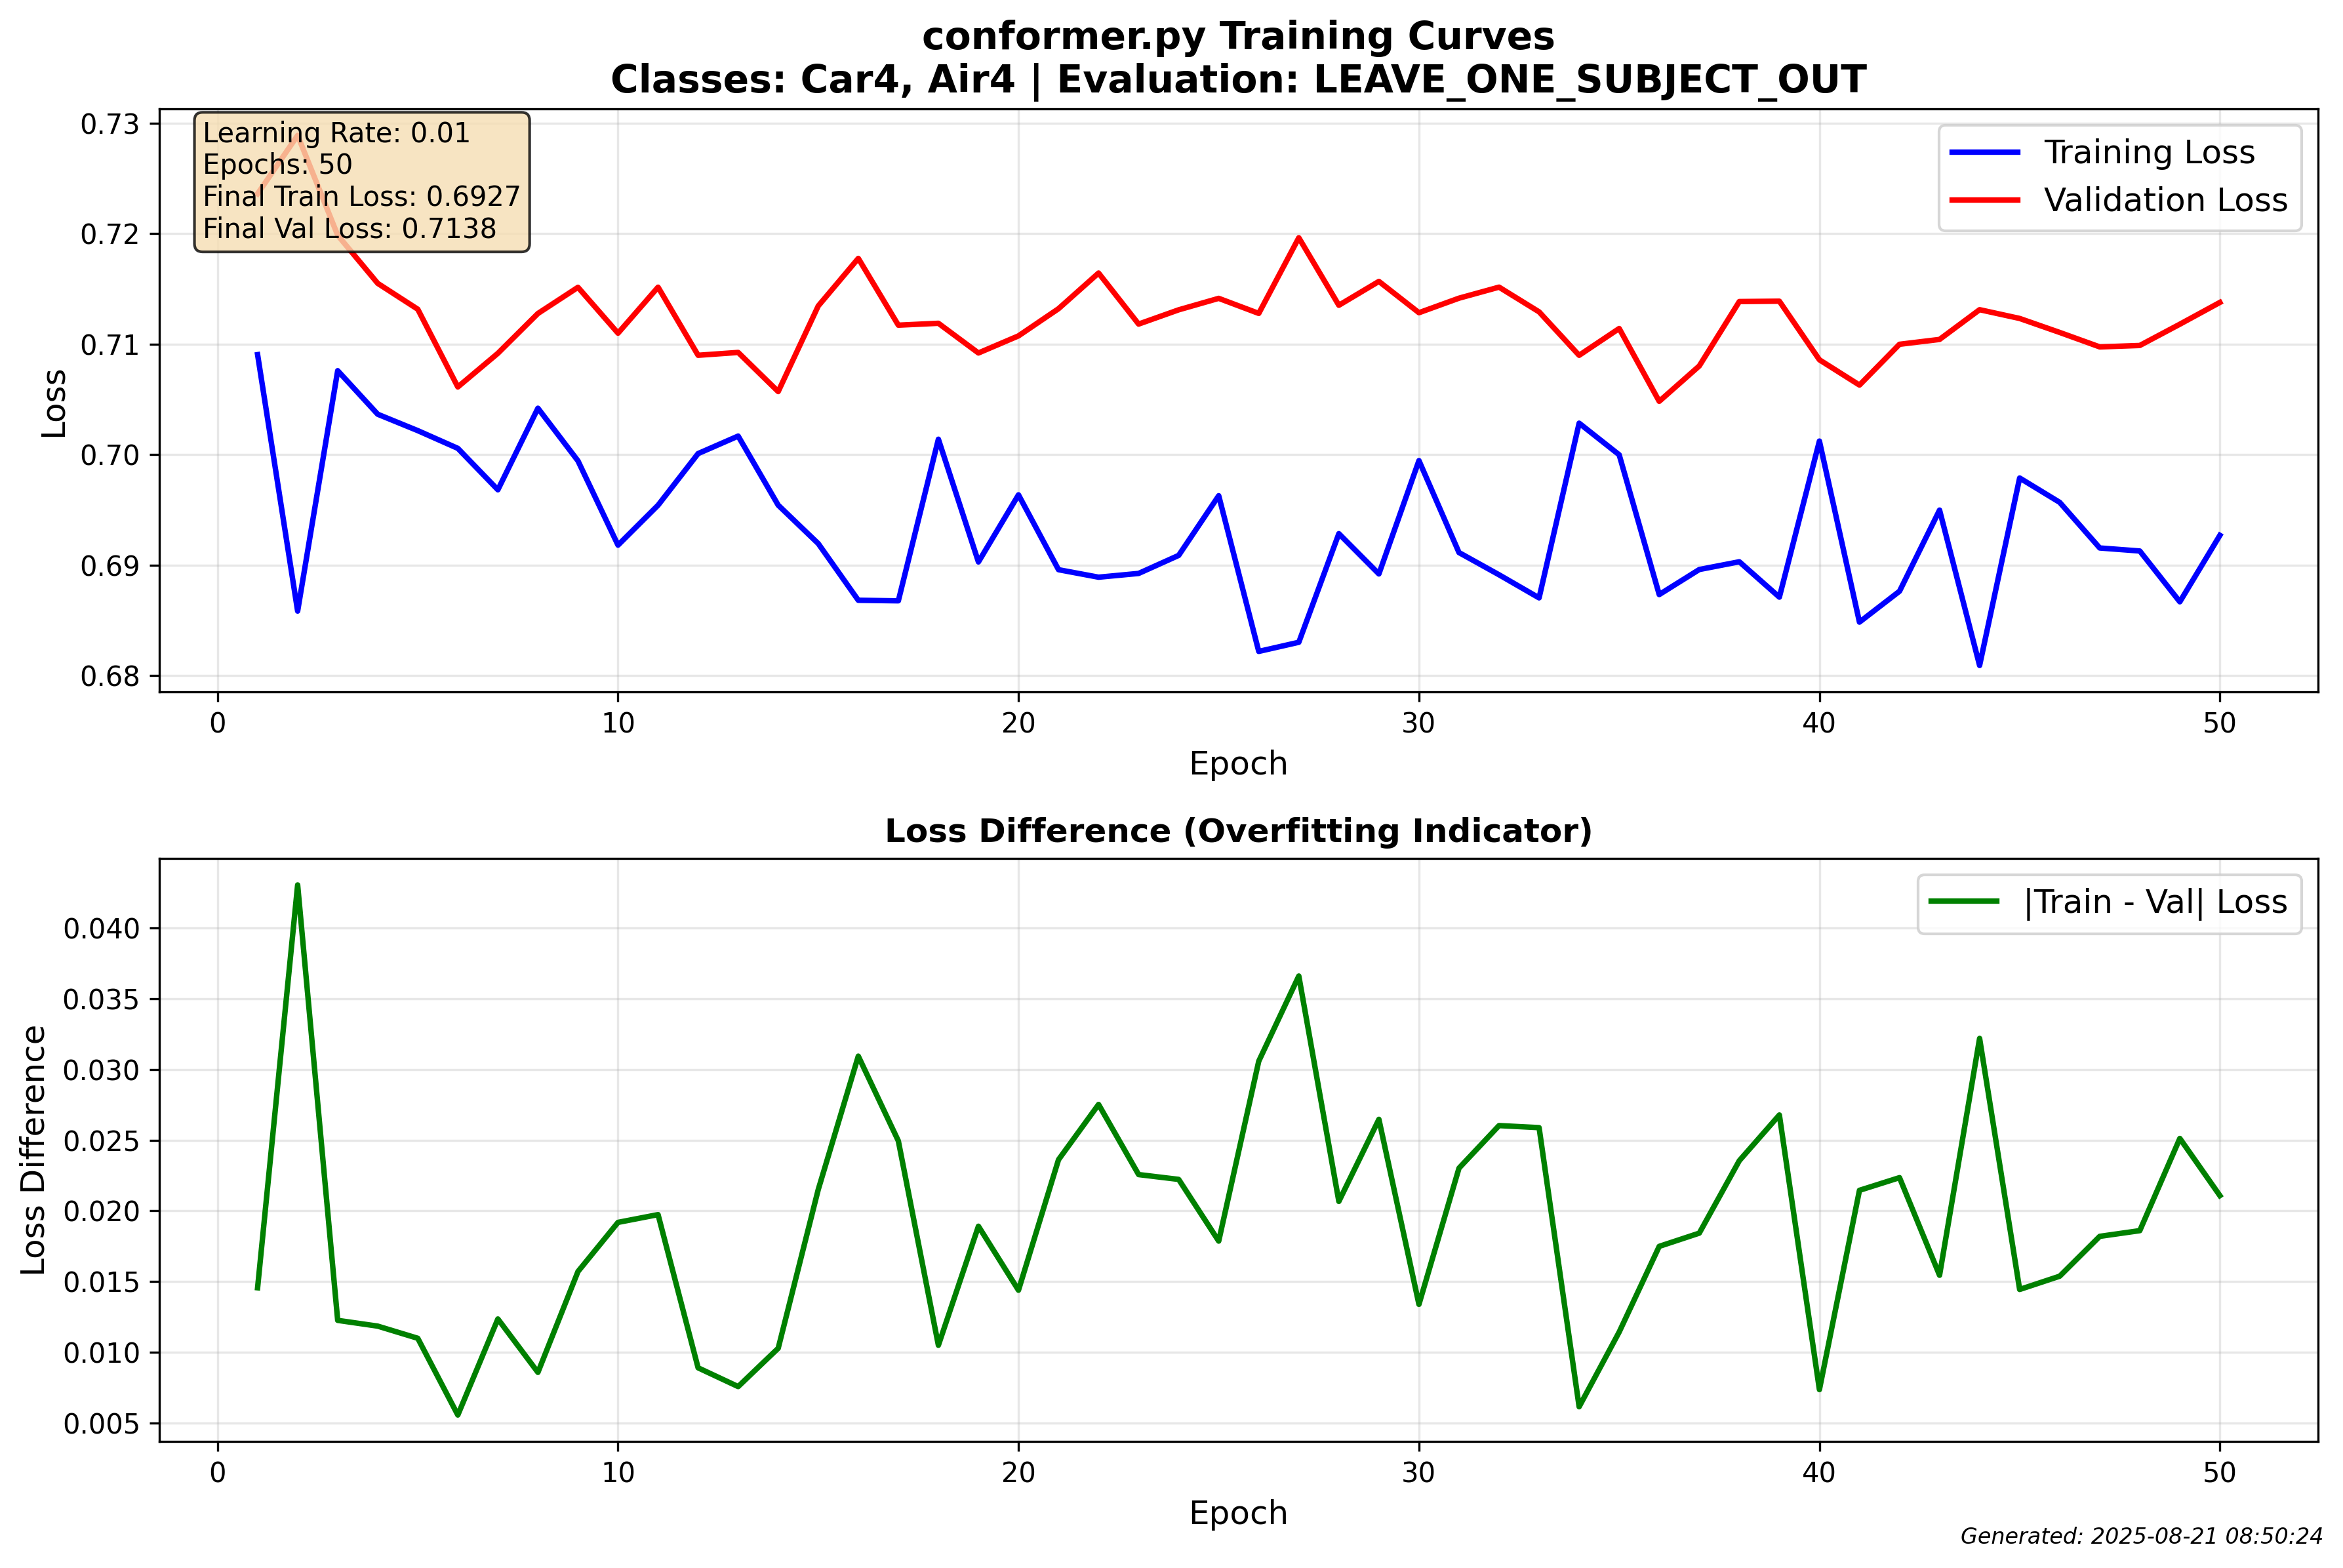 conformer.py Training Curves
Classes: Car4, Air4 | Evaluation: LEAVE_ONE_SUBJECT_OUT
Learning Rate: 0.01
Epochs: 50
Final Train Loss: 0.6927
Final Val Loss: 0.7138
Training Loss
Validation Loss
0.73
0.72
0.71
0.70
0.69
0.68
Loss
0 10 20 30 40 50
Epoch
Loss Difference (Overfitting Indicator)
|Train - Val| Loss
0.040
0.035
0.030
0.025
0.020
0.015
0.010
0.005
Loss Difference
0 10 20 30 40 50
Epoch
Generated: 2025-08-21 08:50:24